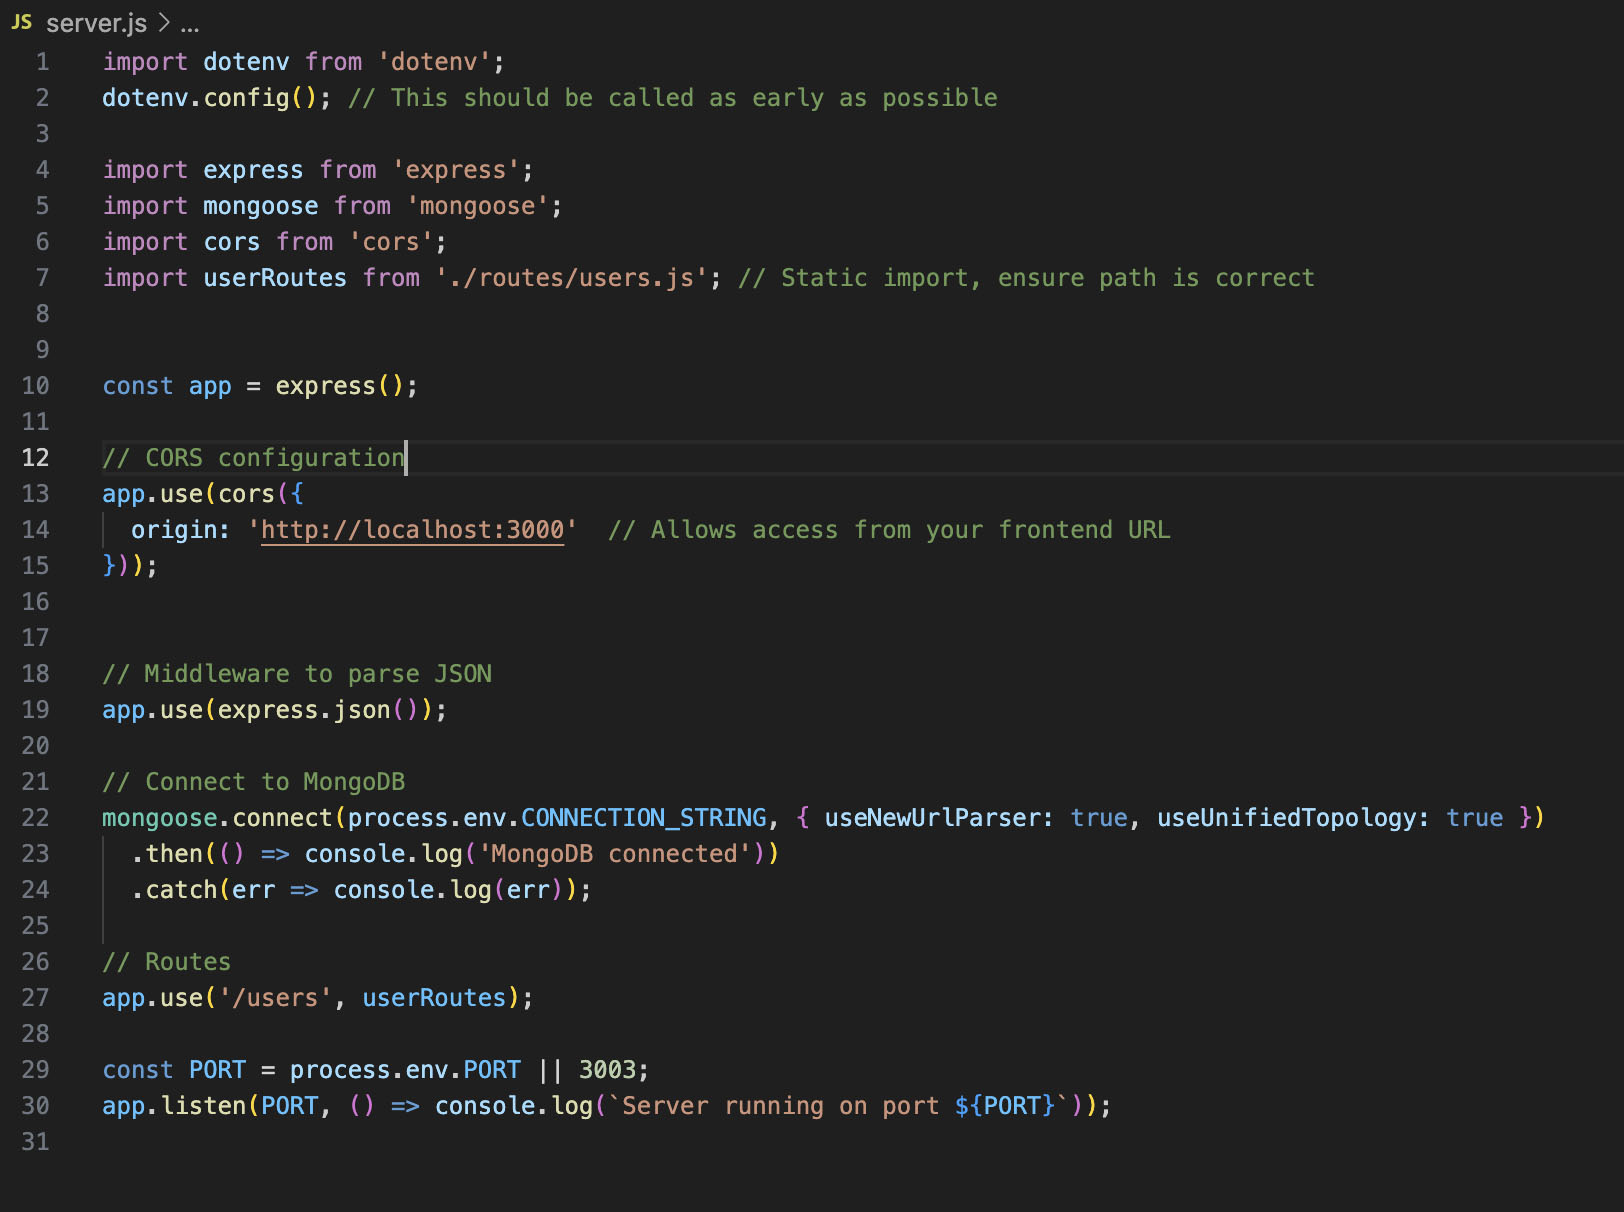 JS server.js > ...
1 import dotenv from 'dotenv';
2 dotenv.config(); // This should be called as early as possible
3
4 import express from 'express';
5 import mongoose from 'mongoose';
6 import cors from 'cors';
7 import userRoutes from './routes/users.js'; // Static import, ensure path is correct
8
9
10 const app = express();
11
12 // CORS configuration
13 app.use(cors({
14   origin: 'http://localhost:3000'  // Allows access from your frontend URL
15 }));
16
17
18 // Middleware to parse JSON
19 app.use(express.json());
20
21 // Connect to MongoDB
22 mongoose.connect(process.env.CONNECTION_STRING, { useNewUrlParser: true, useUnifiedTopology: true })
23   .then(() => console.log('MongoDB connected'))
24   .catch(err => console.log(err));
25
26 // Routes
27 app.use('/users', userRoutes);
28
29 const PORT = process.env.PORT || 3003;
30 app.listen(PORT, () => console.log(`Server running on port ${PORT}`));
31